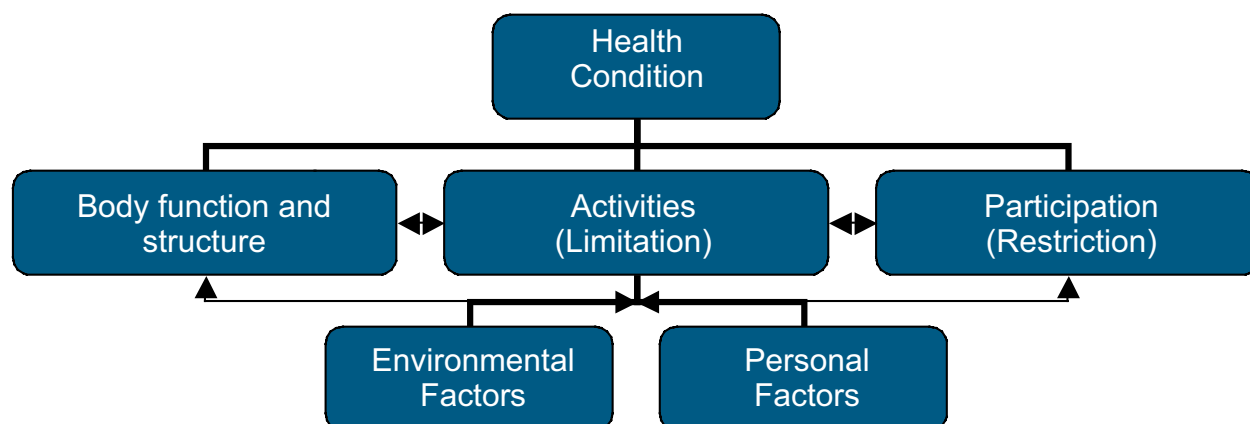 Health
Condition
Body function and
structure
Activities
(Limitation)
Participation
(Restriction)
Environmental
Factors
Personal
Factors